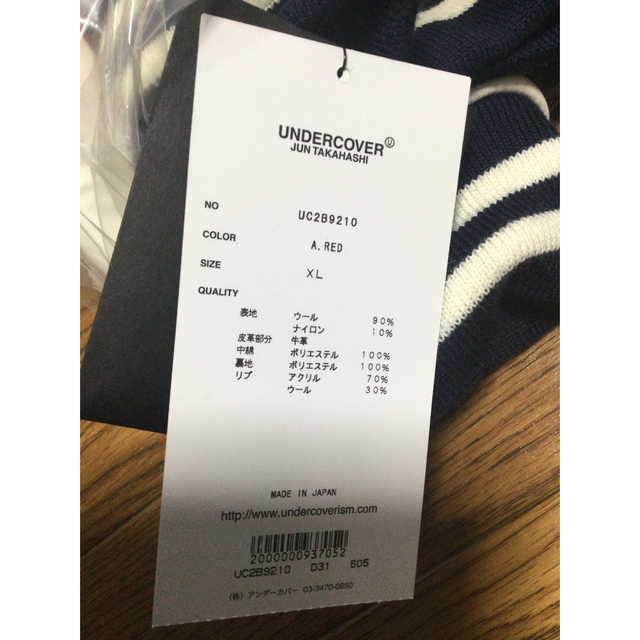 UNDERCOVER Ⓤ
JUN TAKAHASHI
NO UC2B9210
COLOR A.RED
SIZE XL
QUALITY
表地 ウール 90%
ナイロン 10%
皮革部分 牛革
中綿 ポリエステル 100%
裏地 ポリエステル 100%
リブ アクリル 70%
ウール 30%
MADE IN JAPAN
http://www.undercoverism.com
2000000937052
UC2B9210 D31 505
(株) アンダーカバー 03-3470-0850